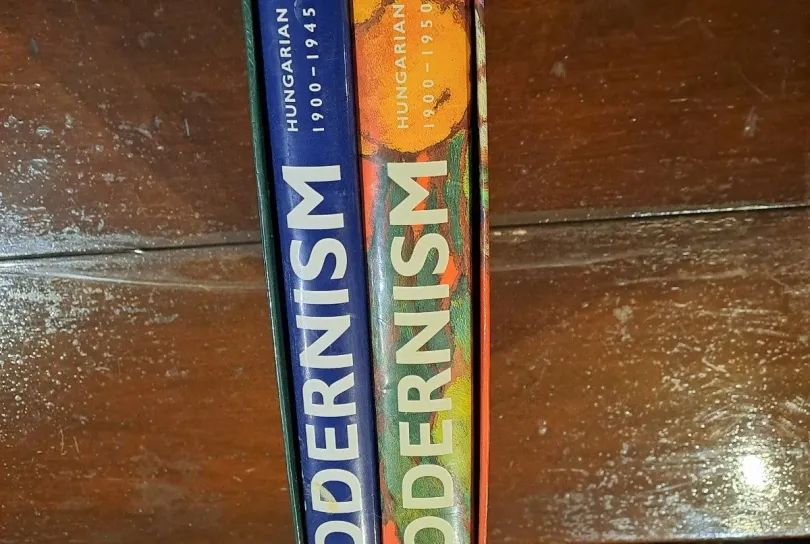 ODERNISM
HUNGARIAN
1900–1945
ODERNISM
HUNGARIAN
1900–1950